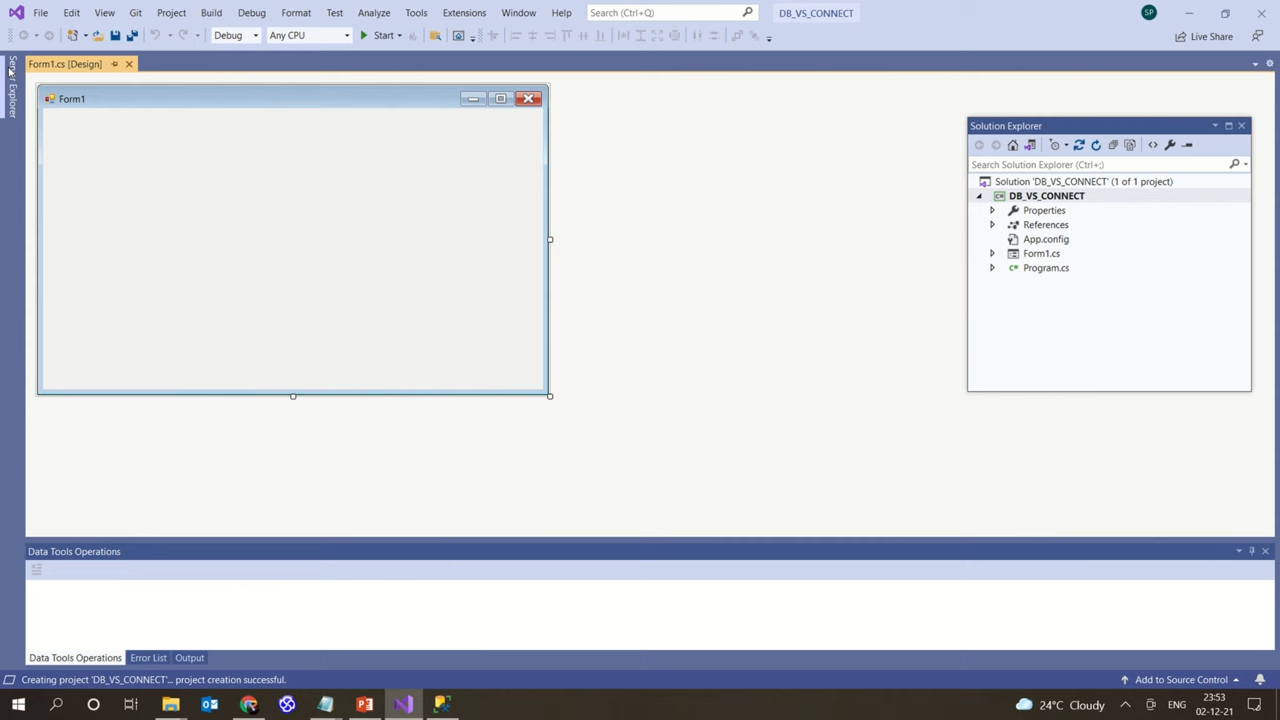 File Edit View Git Project Build Debug Format Test Analyze Tools Extensions Window Help Search (Ctrl+Q) DB_VS_CONNECT SP
Debug Any CPU Start Live Share
Server Explorer
Form1.cs [Design]
Form1
Solution Explorer
Search Solution Explorer (Ctrl+;)
Solution 'DB_VS_CONNECT' (1 of 1 project)
DB_VS_CONNECT
Properties
References
App.config
Form1.cs
Program.cs
Data Tools Operations
Data Tools Operations Error List Output
Creating project 'DB_VS_CONNECT'... project creation successful. Add to Source Control
24°C Cloudy ENG 23:53
02-12-21